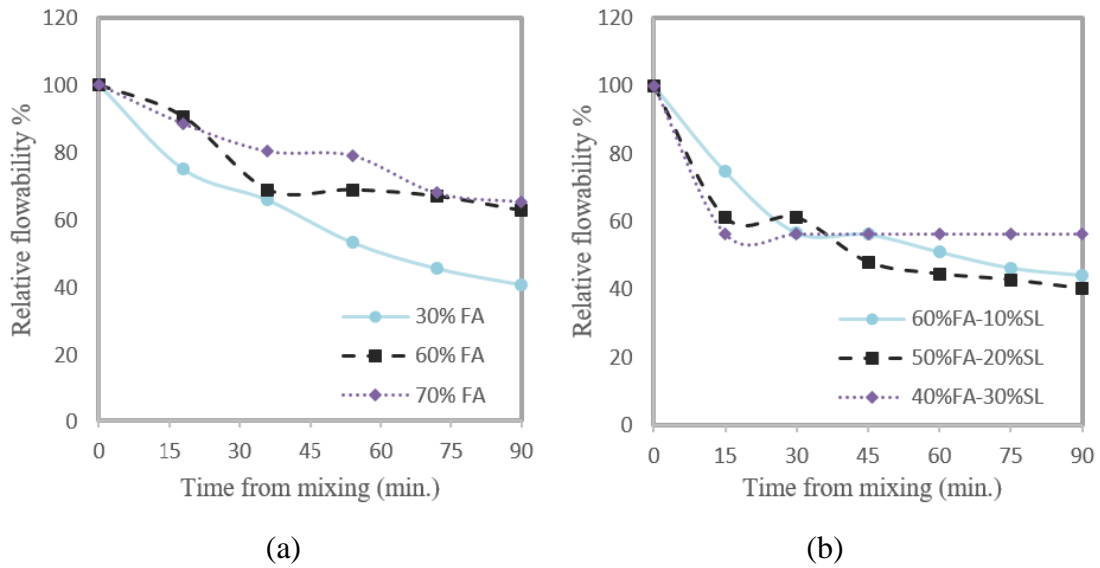 120
100
80
60
40
20
0
0 15 30 45 60 75 90
Relative flowability %
Time from mixing (min.)
30% FA
60% FA
70% FA
(a)
120
100
80
60
40
20
0
0 15 30 45 60 75 90
Relative flowability %
Time from mixing (min.)
60%FA-10%SL
50%FA-20%SL
40%FA-30%SL
(b)